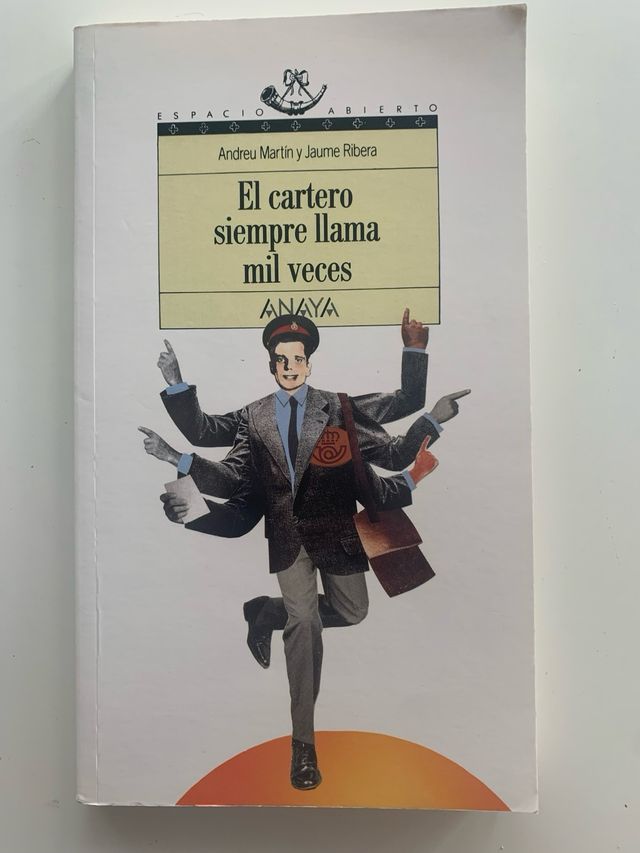 ESPACIO ABIERTO
Andreu Martín y Jaume Ribera
El cartero
siempre llama
mil veces
ANAYA